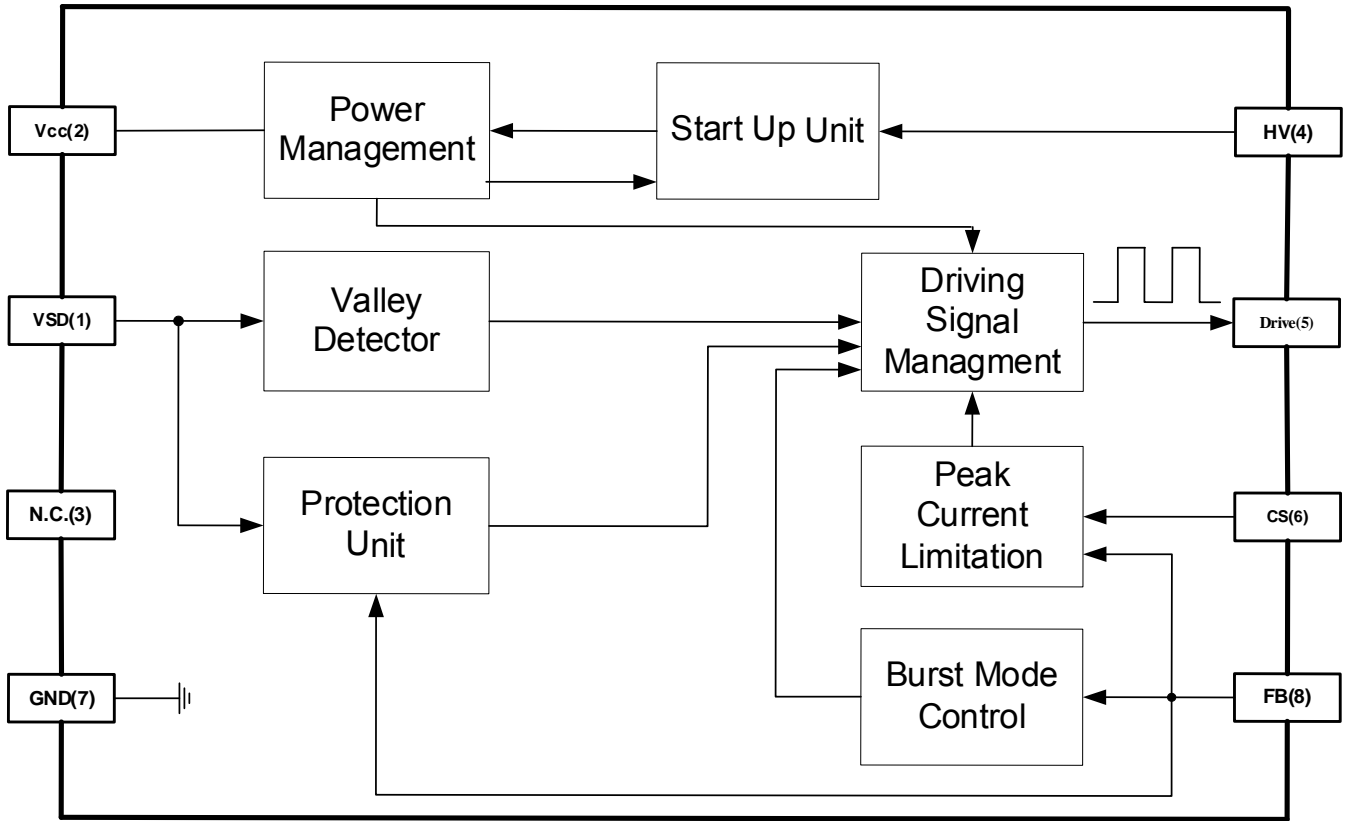 Vcc(2)
Power
Management
Start Up Unit
HV(4)
VSD(1)
Valley
Detector
Driving
Signal
Managment
Drive(5)
N.C.(3)
Protection
Unit
Peak
Current
Limitation
CS(6)
GND(7)
Burst Mode
Control
FB(8)